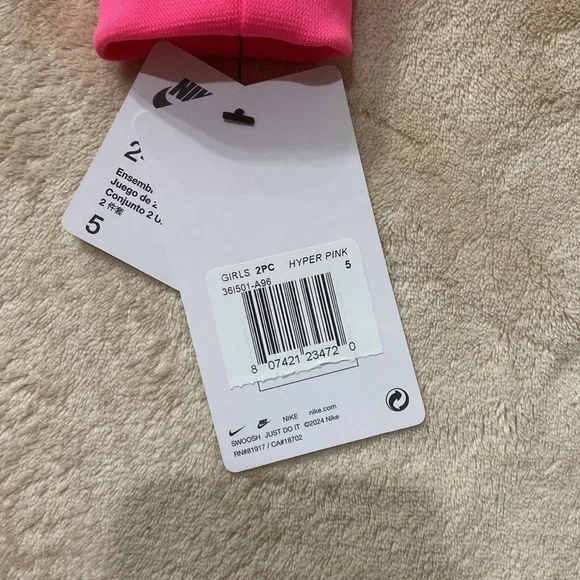 NIKE
2-
Ensembl
Juego de 2
Conjunto 2 U.
2 件套
5
GIRLS 2PC HYPER PINK
36I501-A96 5
8 07421 23472 0
NIKE nike.com
SWOOSH JUST DO IT ©2024 Nike
RN#81917 / CA#18702